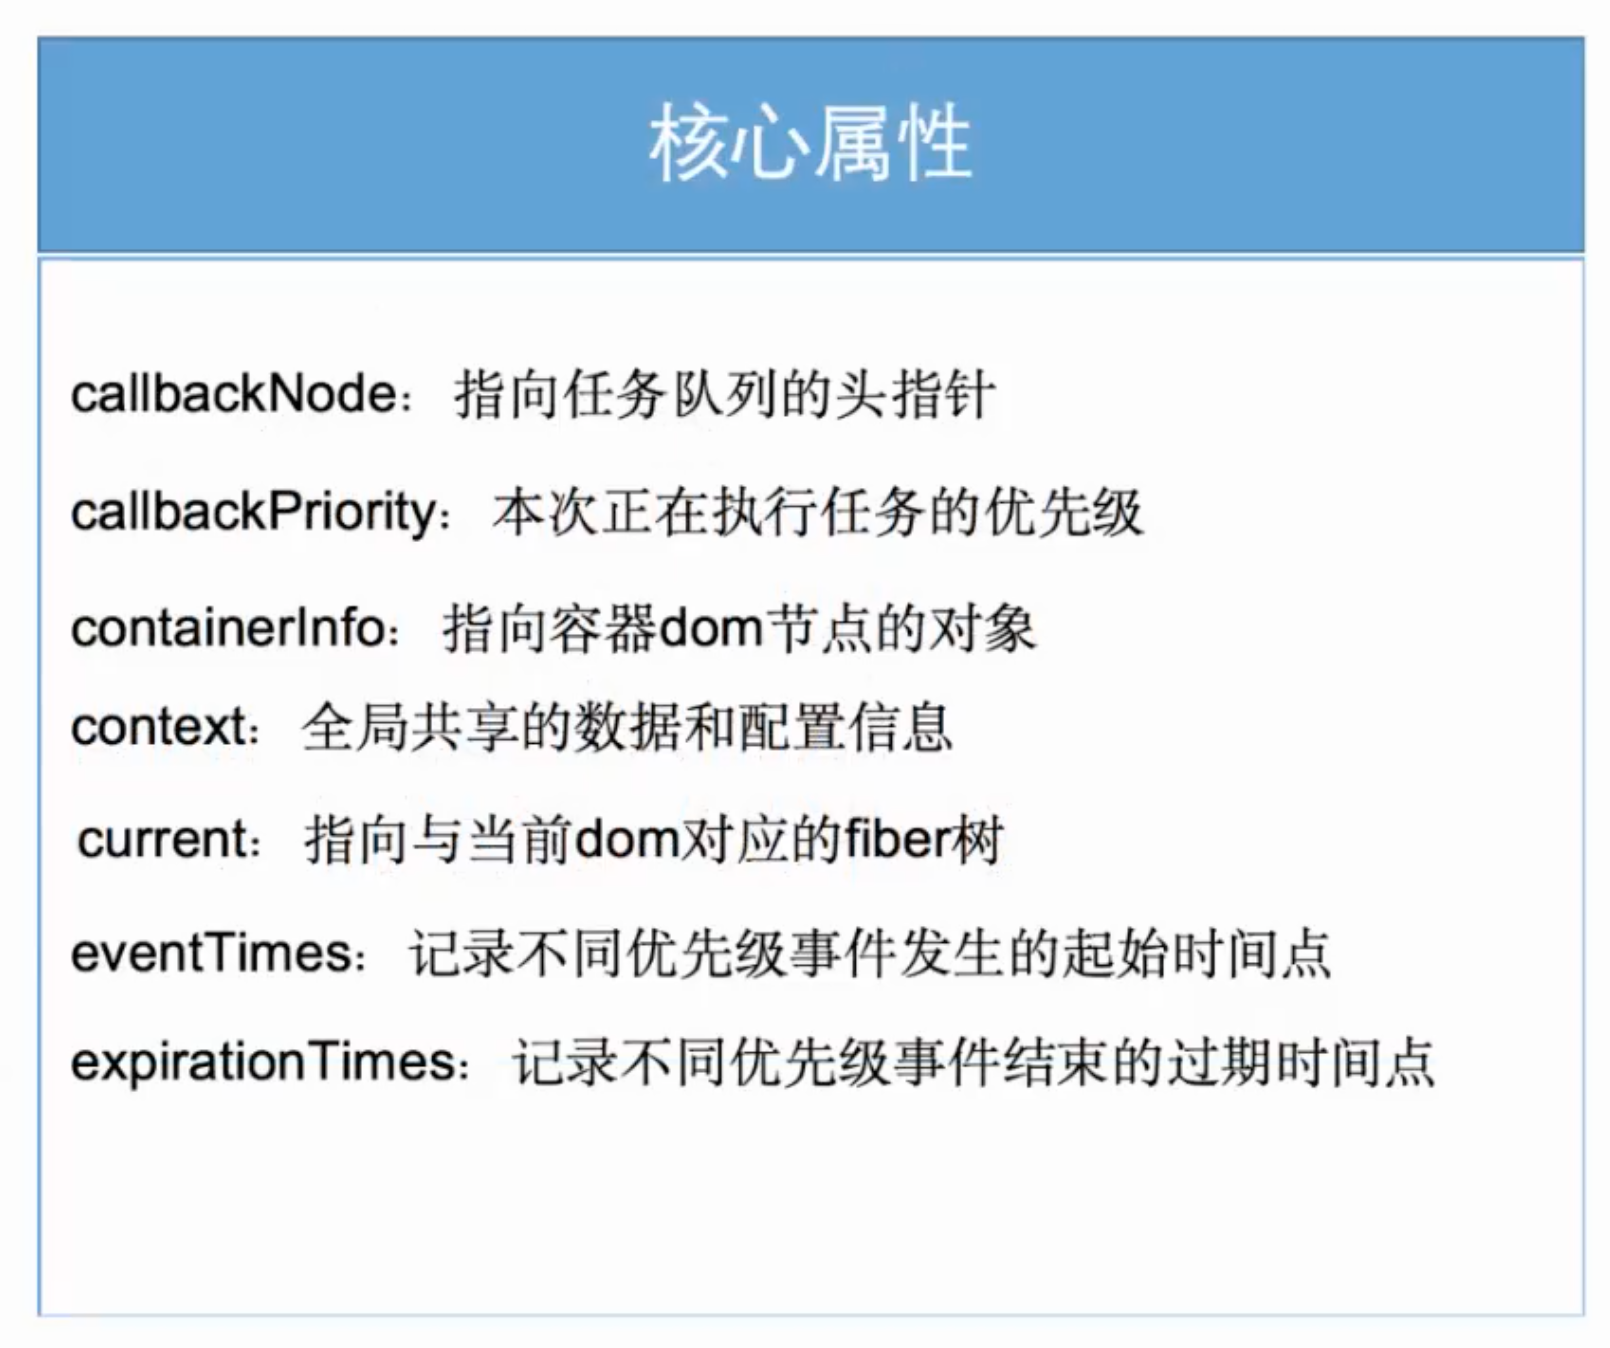 核心属性
callbackNode： 指向任务队列的头指针
callbackPriority： 本次正在执行任务的优先级
containerInfo： 指向容器dom节点的对象
context： 全局共享的数据和配置信息
current： 指向与当前dom对应的fiber树
eventTimes： 记录不同优先级事件发生的起始时间点
expirationTimes： 记录不同优先级事件结束的过期时间点